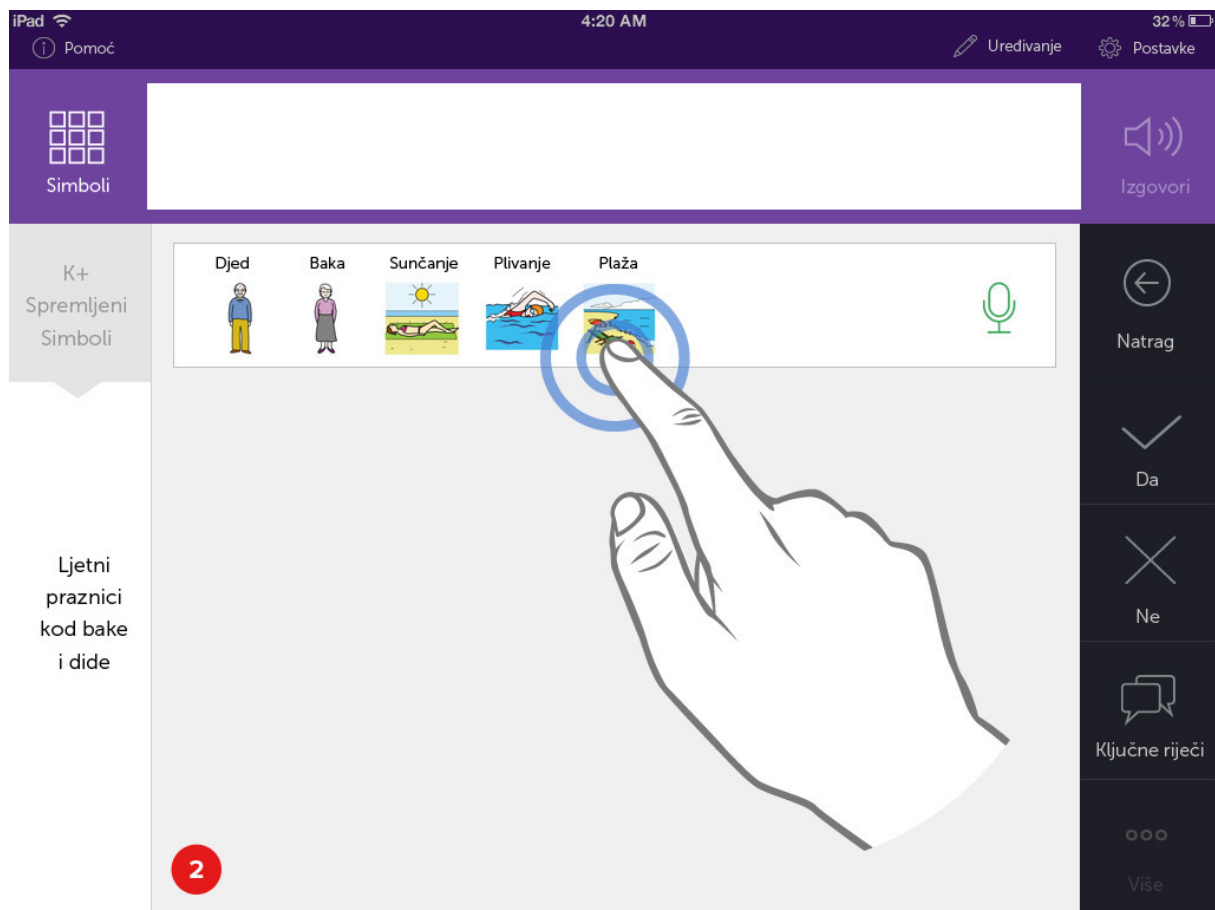 iPad
4:20 AM
32%
Pomoć
Uredivanje
Postavke
Simboli
Izgovori
K+
Spremljeni
Simboli
Ljetni
praznici
kod bake
i dide
Djed Baka Sunčanje Plivanje Plaža
Natrag
Da
Ne
Ključne riječi
Više
2